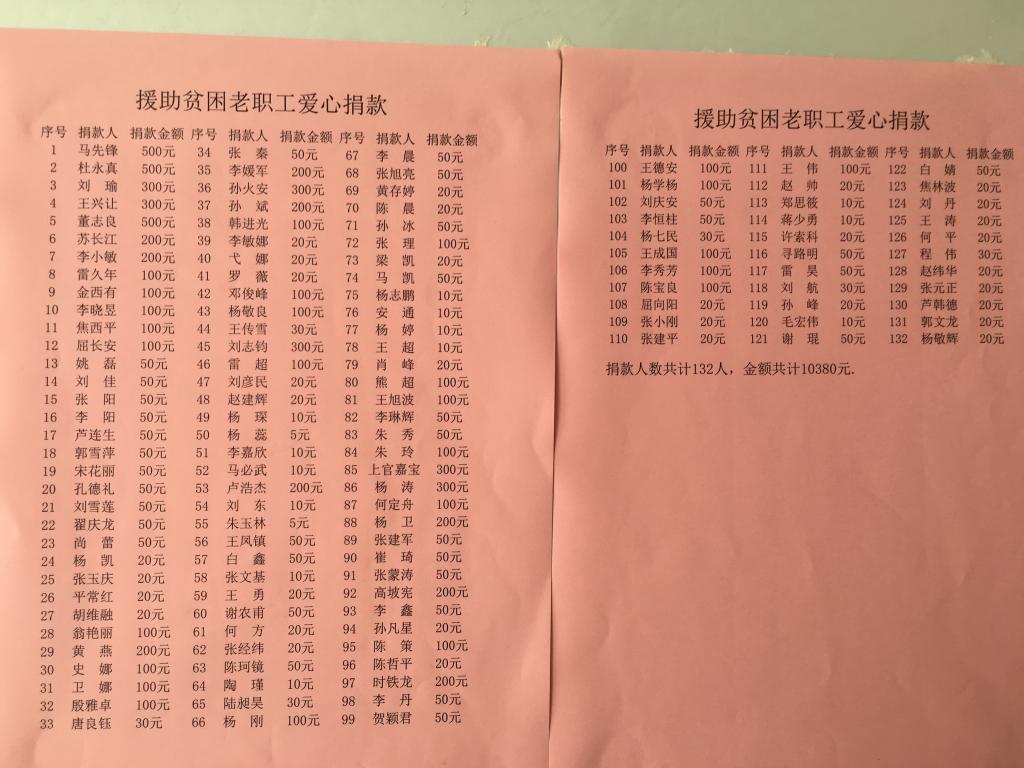 援助贫困老职工爱心捐款
序号 捐款人 捐款金额 序号 捐款人 捐款金额 序号 捐款人 捐款金额
1 马先锋 500元 34 张 秦 50元 67 李 晨 50元
2 杜永真 500元 35 李媛军 200元 68 张旭亮 50元
3 刘 瑜 300元 36 孙火安 300元 69 黄存婷 20元
4 王兴让 300元 37 孙 斌 200元 70 陈 晨 20元
5 董志良 500元 38 韩进光 100元 71 孙 冰 50元
6 苏长江 200元 39 李敏娜 20元 72 张 理 100元
7 李小敏 200元 40 弋 娜 20元 73 梁 凯 20元
8 雷久年 100元 41 罗 薇 20元 74 马 凯 50元
9 金西有 100元 42 邓俊峰 100元 75 杨志鹏 10元
10 李晓昱 100元 43 杨敬良 100元 76 安 通 10元
11 焦西平 100元 44 王传雪 30元 77 杨 婷 10元
12 屈长安 100元 45 刘志钧 300元 78 王 超 10元
13 姚 磊 50元 46 雷 超 100元 79 肖 峰 20元
14 刘 佳 50元 47 刘彦民 20元 80 熊 超 100元
15 张 阳 50元 48 赵建辉 20元 81 王旭波 100元
16 李 阳 50元 49 杨 琛 10元 82 李琳辉 50元
17 芦连生 50元 50 杨 蕊 5元 83 朱 秀 50元
18 郭雪萍 50元 51 李嘉欣 10元 84 朱 玲 100元
19 宋花丽 50元 52 马必武 10元 85 上官嘉宝 300元
20 孔德礼 50元 53 卢浩杰 200元 86 杨 涛 300元
21 刘雪莲 50元 54 刘 东 10元 87 何定舟 100元
22 翟庆龙 50元 55 朱玉林 5元 88 杨 卫 200元
23 尚 蕾 50元 56 王凤镇 50元 89 张建军 50元
24 杨 凯 20元 57 白 鑫 50元 90 崔 琦 50元
25 张玉庆 20元 58 张文基 10元 91 张蒙涛 50元
26 平常红 20元 59 王 勇 20元 92 高坡宪 200元
27 胡维融 20元 60 谢农甫 50元 93 李 鑫 50元
28 翁艳丽 100元 61 何 方 20元 94 孙凡星 20元
29 黄 燕 200元 62 张经纬 20元 95 陈 策 100元
30 史 娜 100元 63 陈珂镜 50元 96 陈哲平 20元
31 卫 娜 100元 64 陶 瑾 10元 97 时铁龙 200元
32 殷雅卓 100元 65 陆昶昊 30元 98 李 丹 50元
33 唐良钰 30元 66 杨 刚 100元 99 贺颖君 50元
援助贫困老职工爱心捐款
序号 捐款人 捐款金额 序号 捐款人 捐款金额 序号 捐款人 捐款金额
100 王德安 100元 111 王 伟 100元 122 白 婧 50元
101 杨学杨 100元 112 赵 帅 20元 123 焦林波 20元
102 刘庆安 50元 113 郑思筱 10元 124 刘 丹 20元
103 李恒柱 50元 114 蒋少勇 10元 125 王 涛 20元
104 杨七民 30元 115 许索科 20元 126 何 平 20元
105 王成国 100元 116 寻路明 50元 127 程 伟 30元
106 李秀芳 100元 117 雷 昊 50元 128 赵纬华 20元
107 陈宝良 100元 118 刘 航 30元 129 张元正 20元
108 屈向阳 20元 119 孙 峰 20元 130 芦韩德 20元
109 张小刚 20元 120 毛宏伟 10元 131 郭文龙 20元
110 张建平 20元 121 谢 琨 50元 132 杨敬辉 20元
捐款人数共计132人，金额共计10380元.